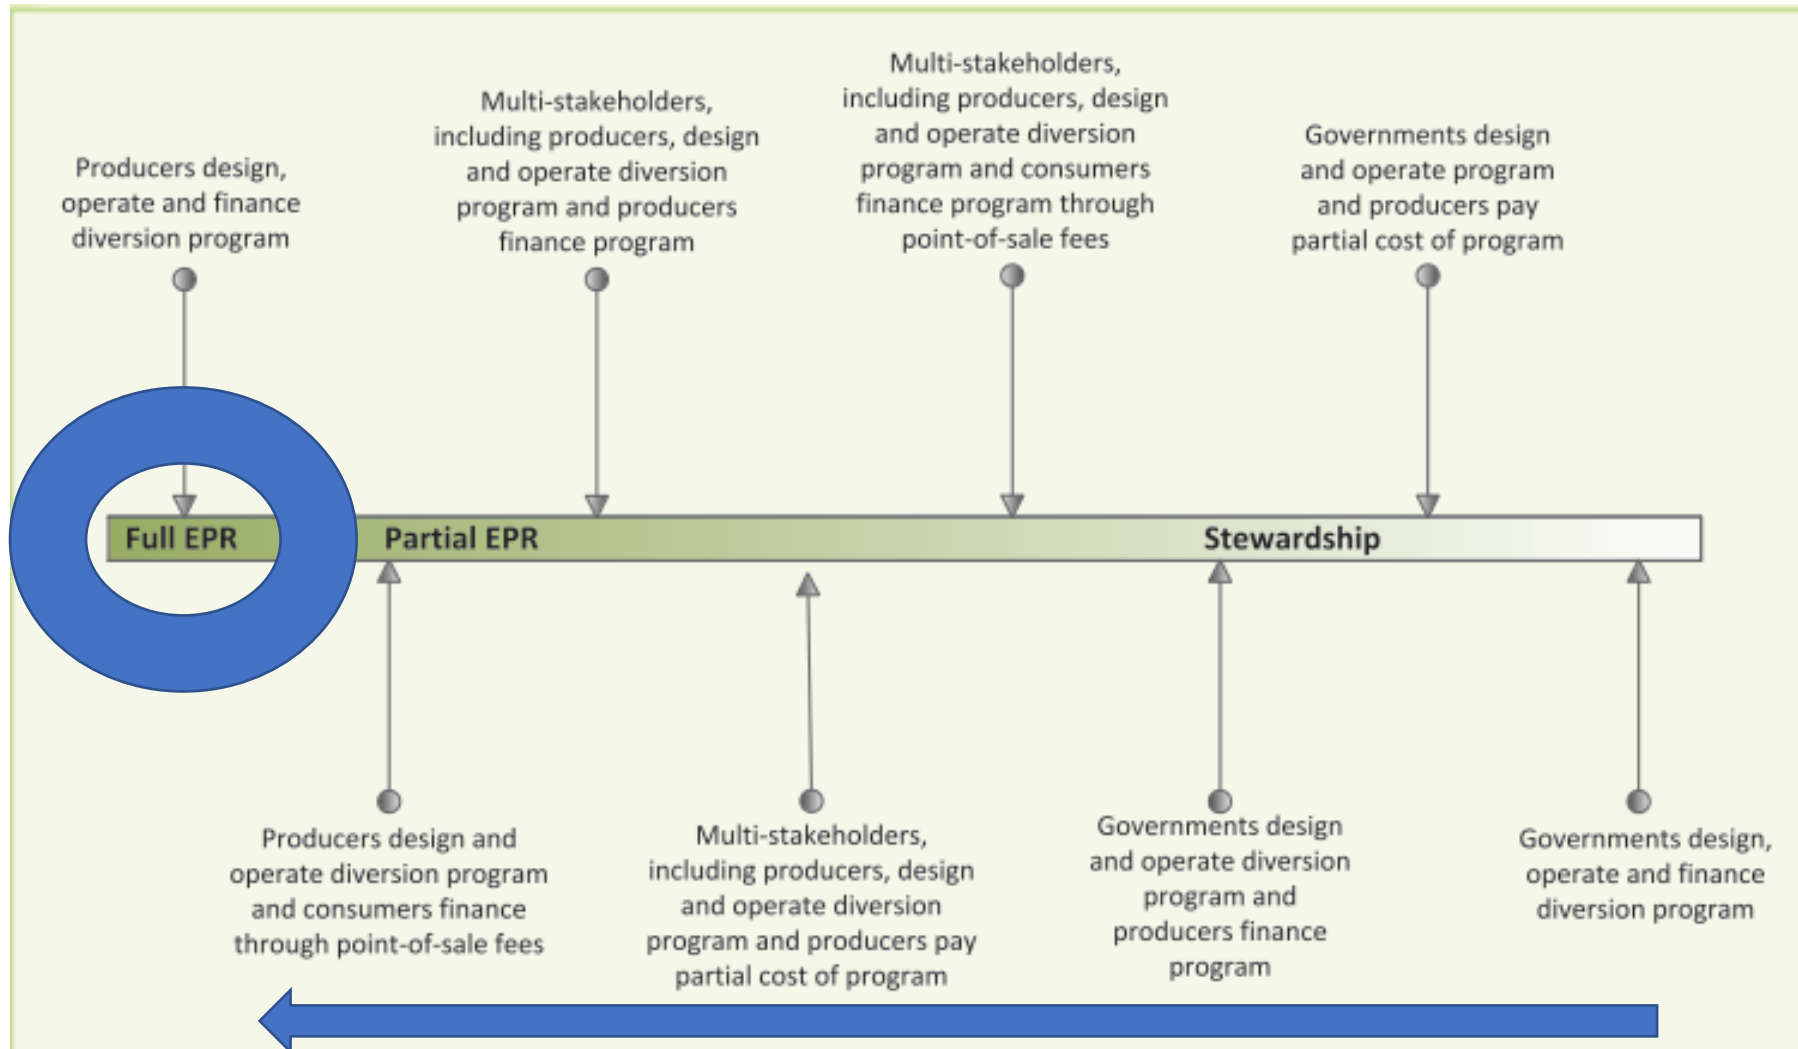 Producers design,
operate and finance
diversion program
Multi-stakeholders,
including producers, design
and operate diversion
program and producers
finance program
Multi-stakeholders,
including producers, design
and operate diversion
program and consumers
finance program through
point-of-sale fees
Governments design
and operate program
and producers pay
partial cost of program
Full EPR
Partial EPR
Stewardship
Producers design and
operate diversion program
and consumers finance
through point-of-sale fees
Multi-stakeholders,
including producers, design
and operate diversion
program and producers pay
partial cost of program
Governments design
and operate diversion
program and
producers finance
program
Governments design,
operate and finance
diversion program